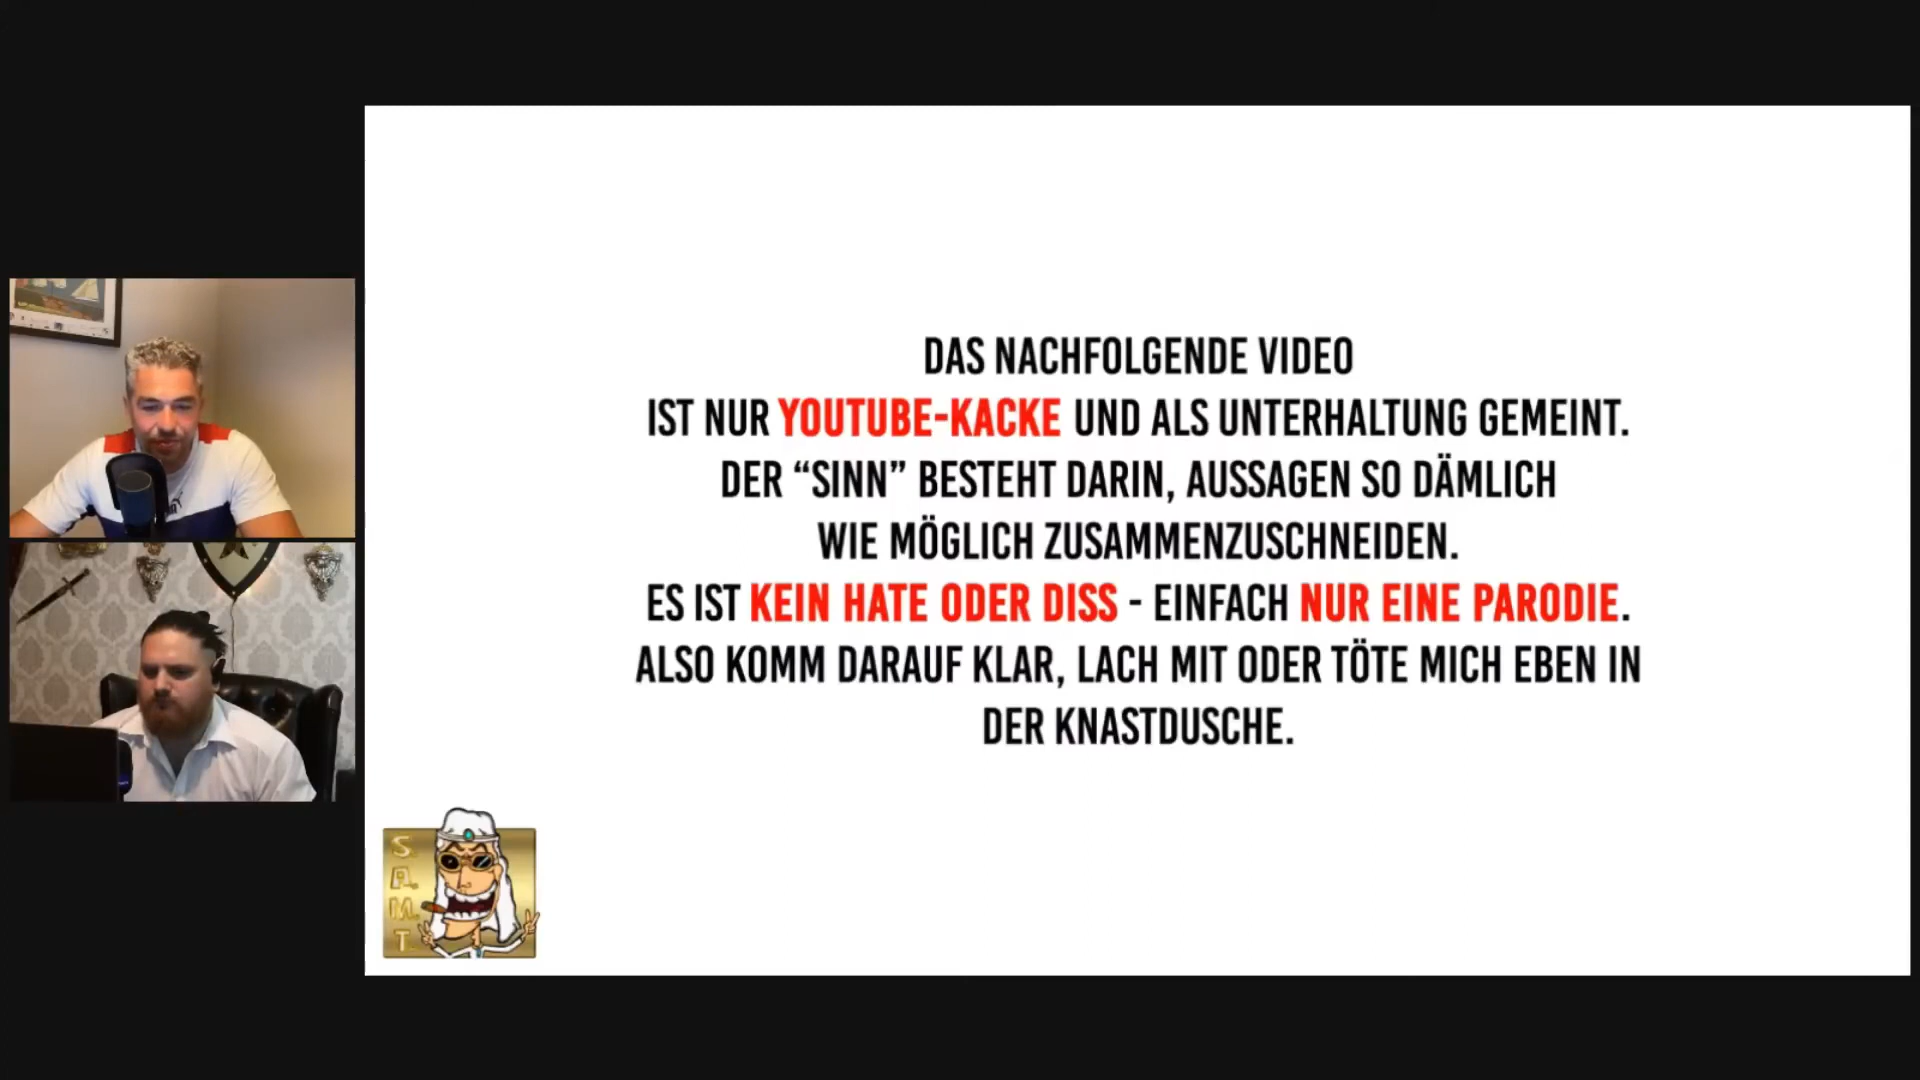 DAS NACHFOLGENDE VIDEO
IST NUR YOUTUBE-KACKE UND ALS UNTERHALTUNG GEMEINT.
DER “SINN” BESTEHT DARIN, AUSSAGEN SO DÄMLICH
WIE MÖGLICH ZUSAMMENZUSCHNEIDEN.
ES IST KEIN HATE ODER DISS - EINFACH NUR EINE PARODIE.
ALSO KOMM DARAUF KLAR, LACH MIT ODER TÖTE MICH EBEN IN
DER KNASTDUSCHE.
S.
A.
M.
T.